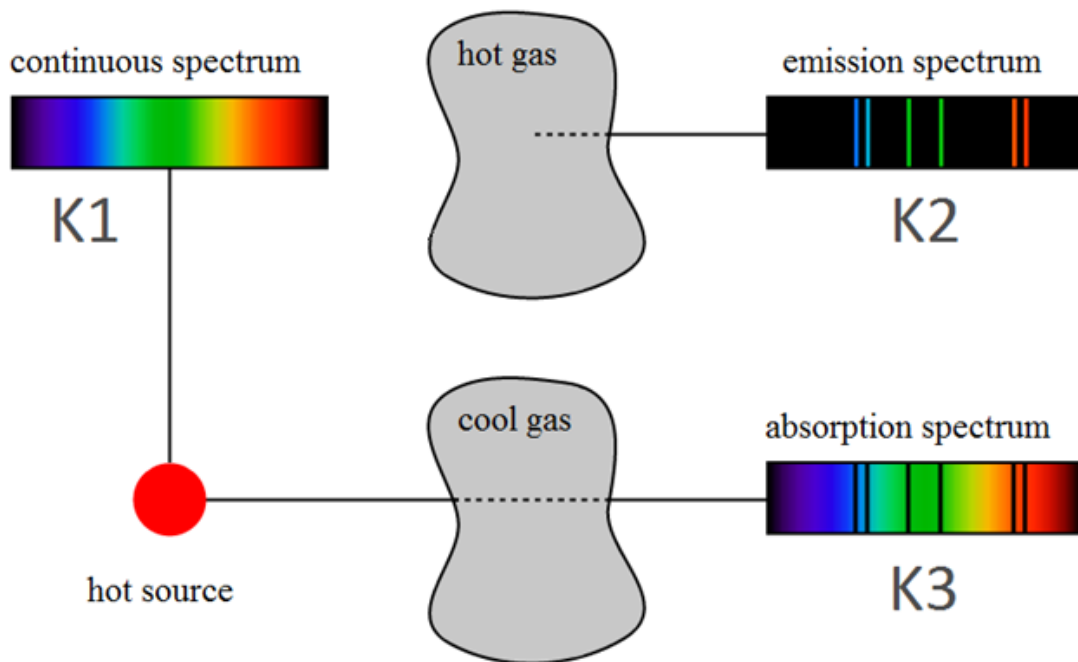 continuous spectrum
K1
hot gas
emission spectrum
K2
hot source
cool gas
absorption spectrum
K3